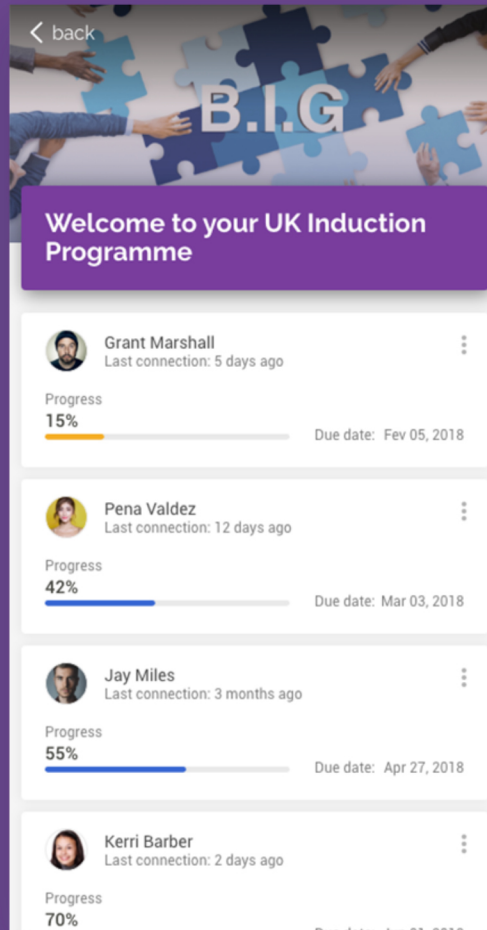 back
B.I.G
Welcome to your UK Induction
Programme
Grant Marshall
Last connection: 5 days ago
Progress
15%
Due date: Fev 05, 2018
Pena Valdez
Last connection: 12 days ago
Progress
42%
Due date: Mar 03, 2018
Jay Miles
Last connection: 3 months ago
Progress
55%
Due date: Apr 27, 2018
Kerri Barber
Last connection: 2 days ago
Progress
70%